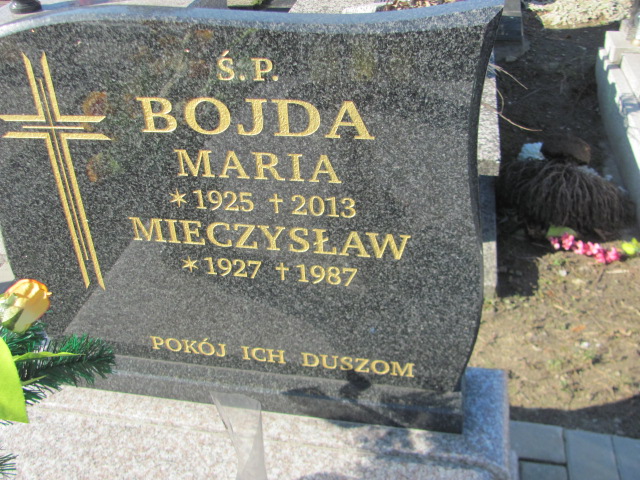 Ś.P.
BOJDA
MARIA
*1925 †2013
MIECZYSŁAW
*1927 †1987
POKÓJ ICH DUSZOM